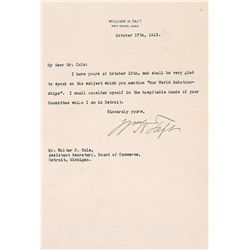 WILLIAM H. TAFT
NEW HAVEN, CONN
October 17th, 1915.
My dear Mr. Cole:
I have yours of October 15th, and shall be very glad
to speak on the subject which you mention "Our World Relation-
ships". I shall consider myself in the hospitable hands of your
Committee while I am in Detroit.
Sincerely yours,
Wm H Taft
Mr. Walter C. Cole,
Assistant Secretary, Board of Commerce,
Detroit, Michigan.